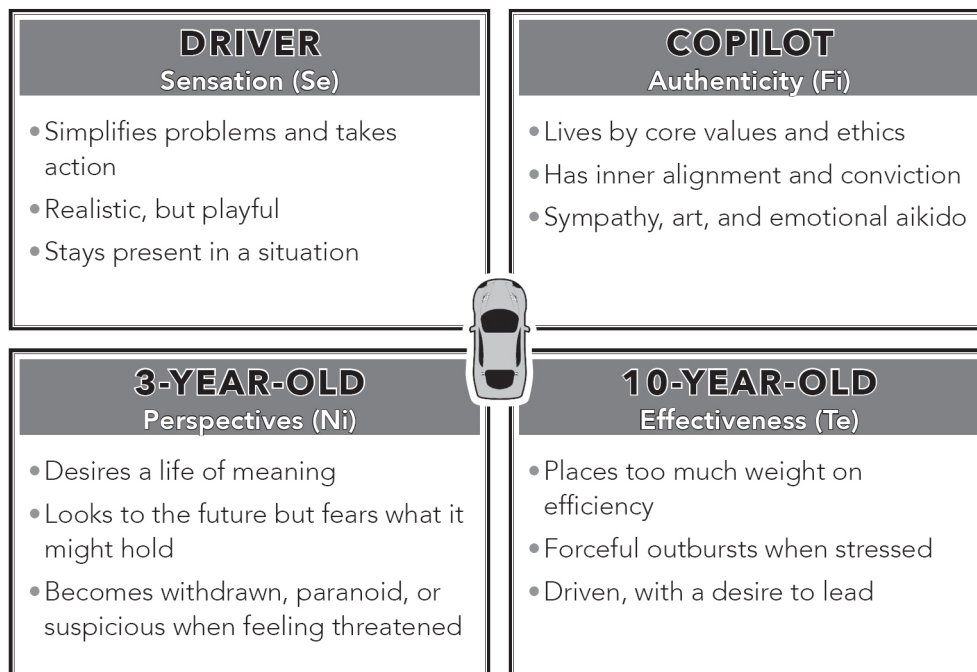 DRIVER
Sensation (Se)
• Simplifies problems and takes
action
• Realistic, but playful
• Stays present in a situation
COPILOT
Authenticity (Fi)
• Lives by core values and ethics
• Has inner alignment and conviction
• Sympathy, art, and emotional aikido
3-YEAR-OLD
Perspectives (Ni)
• Desires a life of meaning
• Looks to the future but fears what it
might hold
• Becomes withdrawn, paranoid, or
suspicious when feeling threatened
10-YEAR-OLD
Effectiveness (Te)
• Places too much weight on
efficiency
• Forceful outbursts when stressed
• Driven, with a desire to lead